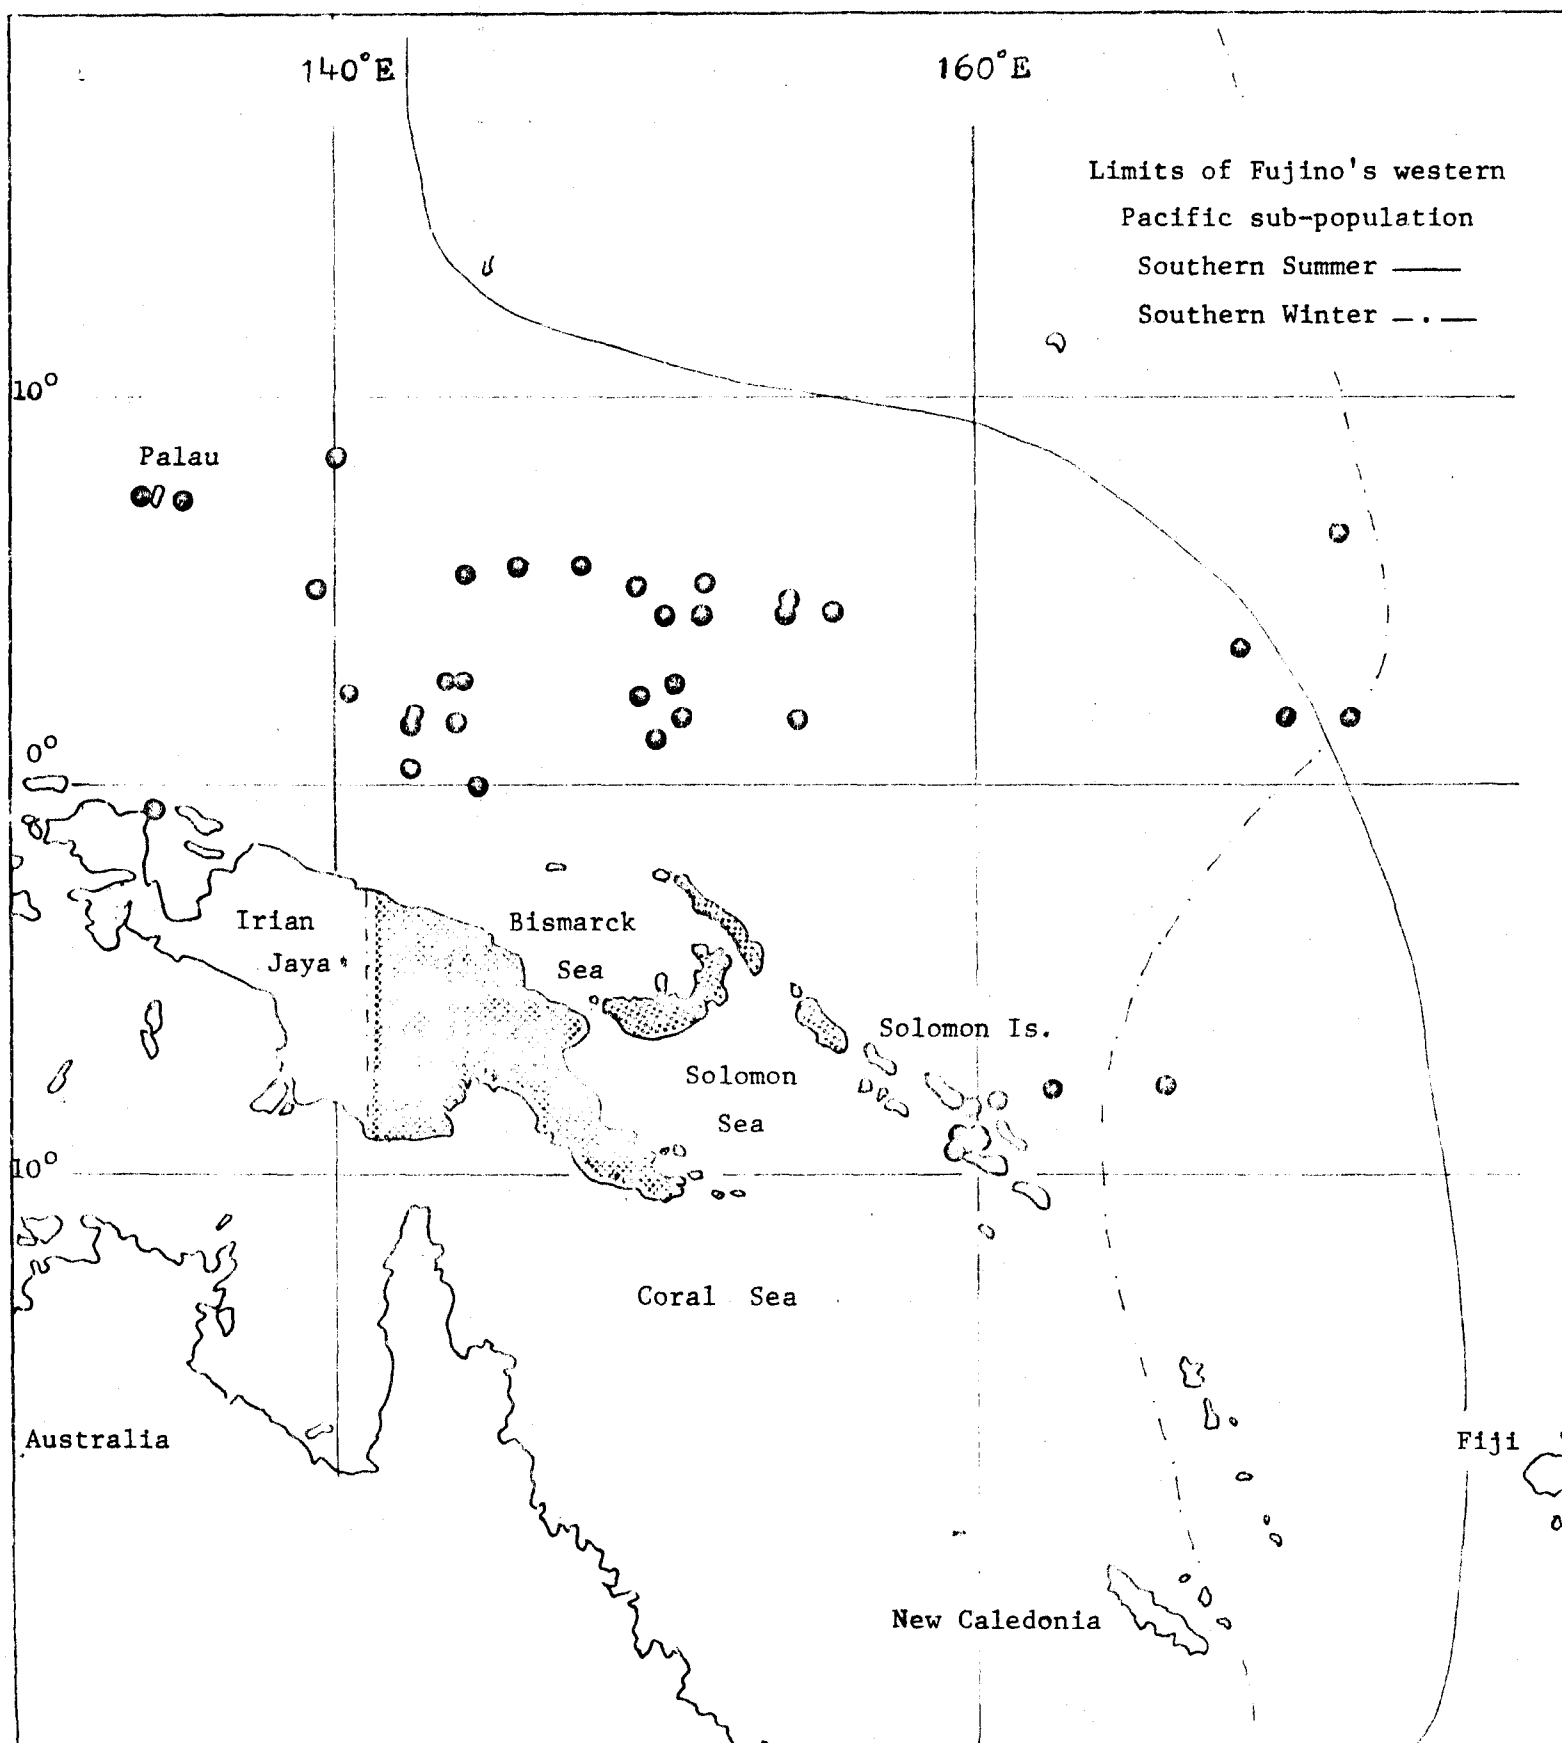 140°E
160°E
Limits of Fujino's western
Pacific sub-population
Southern Summer
Southern Winter
10°
Palau
0°
Irian
Jaya
Bismarck
Sea
Solomon Is.
Solomon
Sea
10°
Coral Sea
Australia
Fiji
New Caledonia